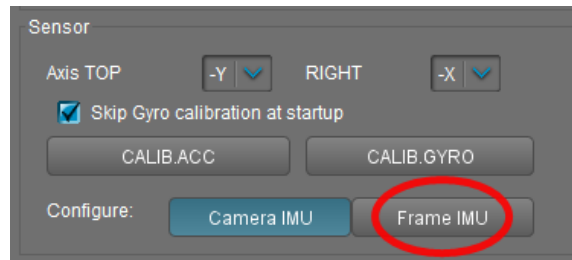 Sensor
Axis TOP -Y RIGHT -X
Skip Gyro calibration at startup
CALIB.ACC CALIB.GYRO
Configure: Camera IMU Frame IMU